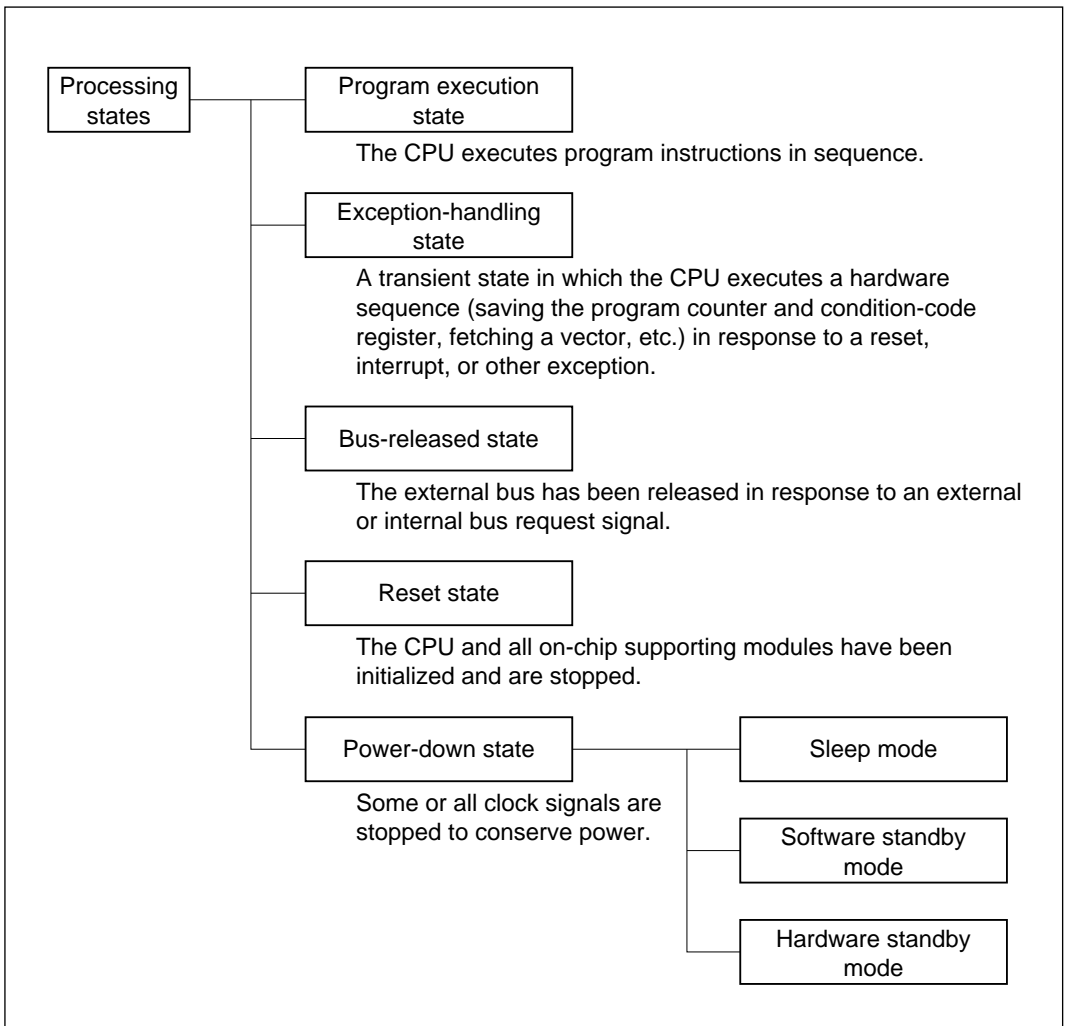 Processing
states
Program execution
state
The CPU executes program instructions in sequence.
Exception-handling
state
A transient state in which the CPU executes a hardware
sequence (saving the program counter and condition-code
register, fetching a vector, etc.) in response to a reset,
interrupt, or other exception.
Bus-released state
The external bus has been released in response to an external
or internal bus request signal.
Reset state
The CPU and all on-chip supporting modules have been
initialized and are stopped.
Power-down state
Some or all clock signals are
stopped to conserve power.
Sleep mode
Software standby
mode
Hardware standby
mode